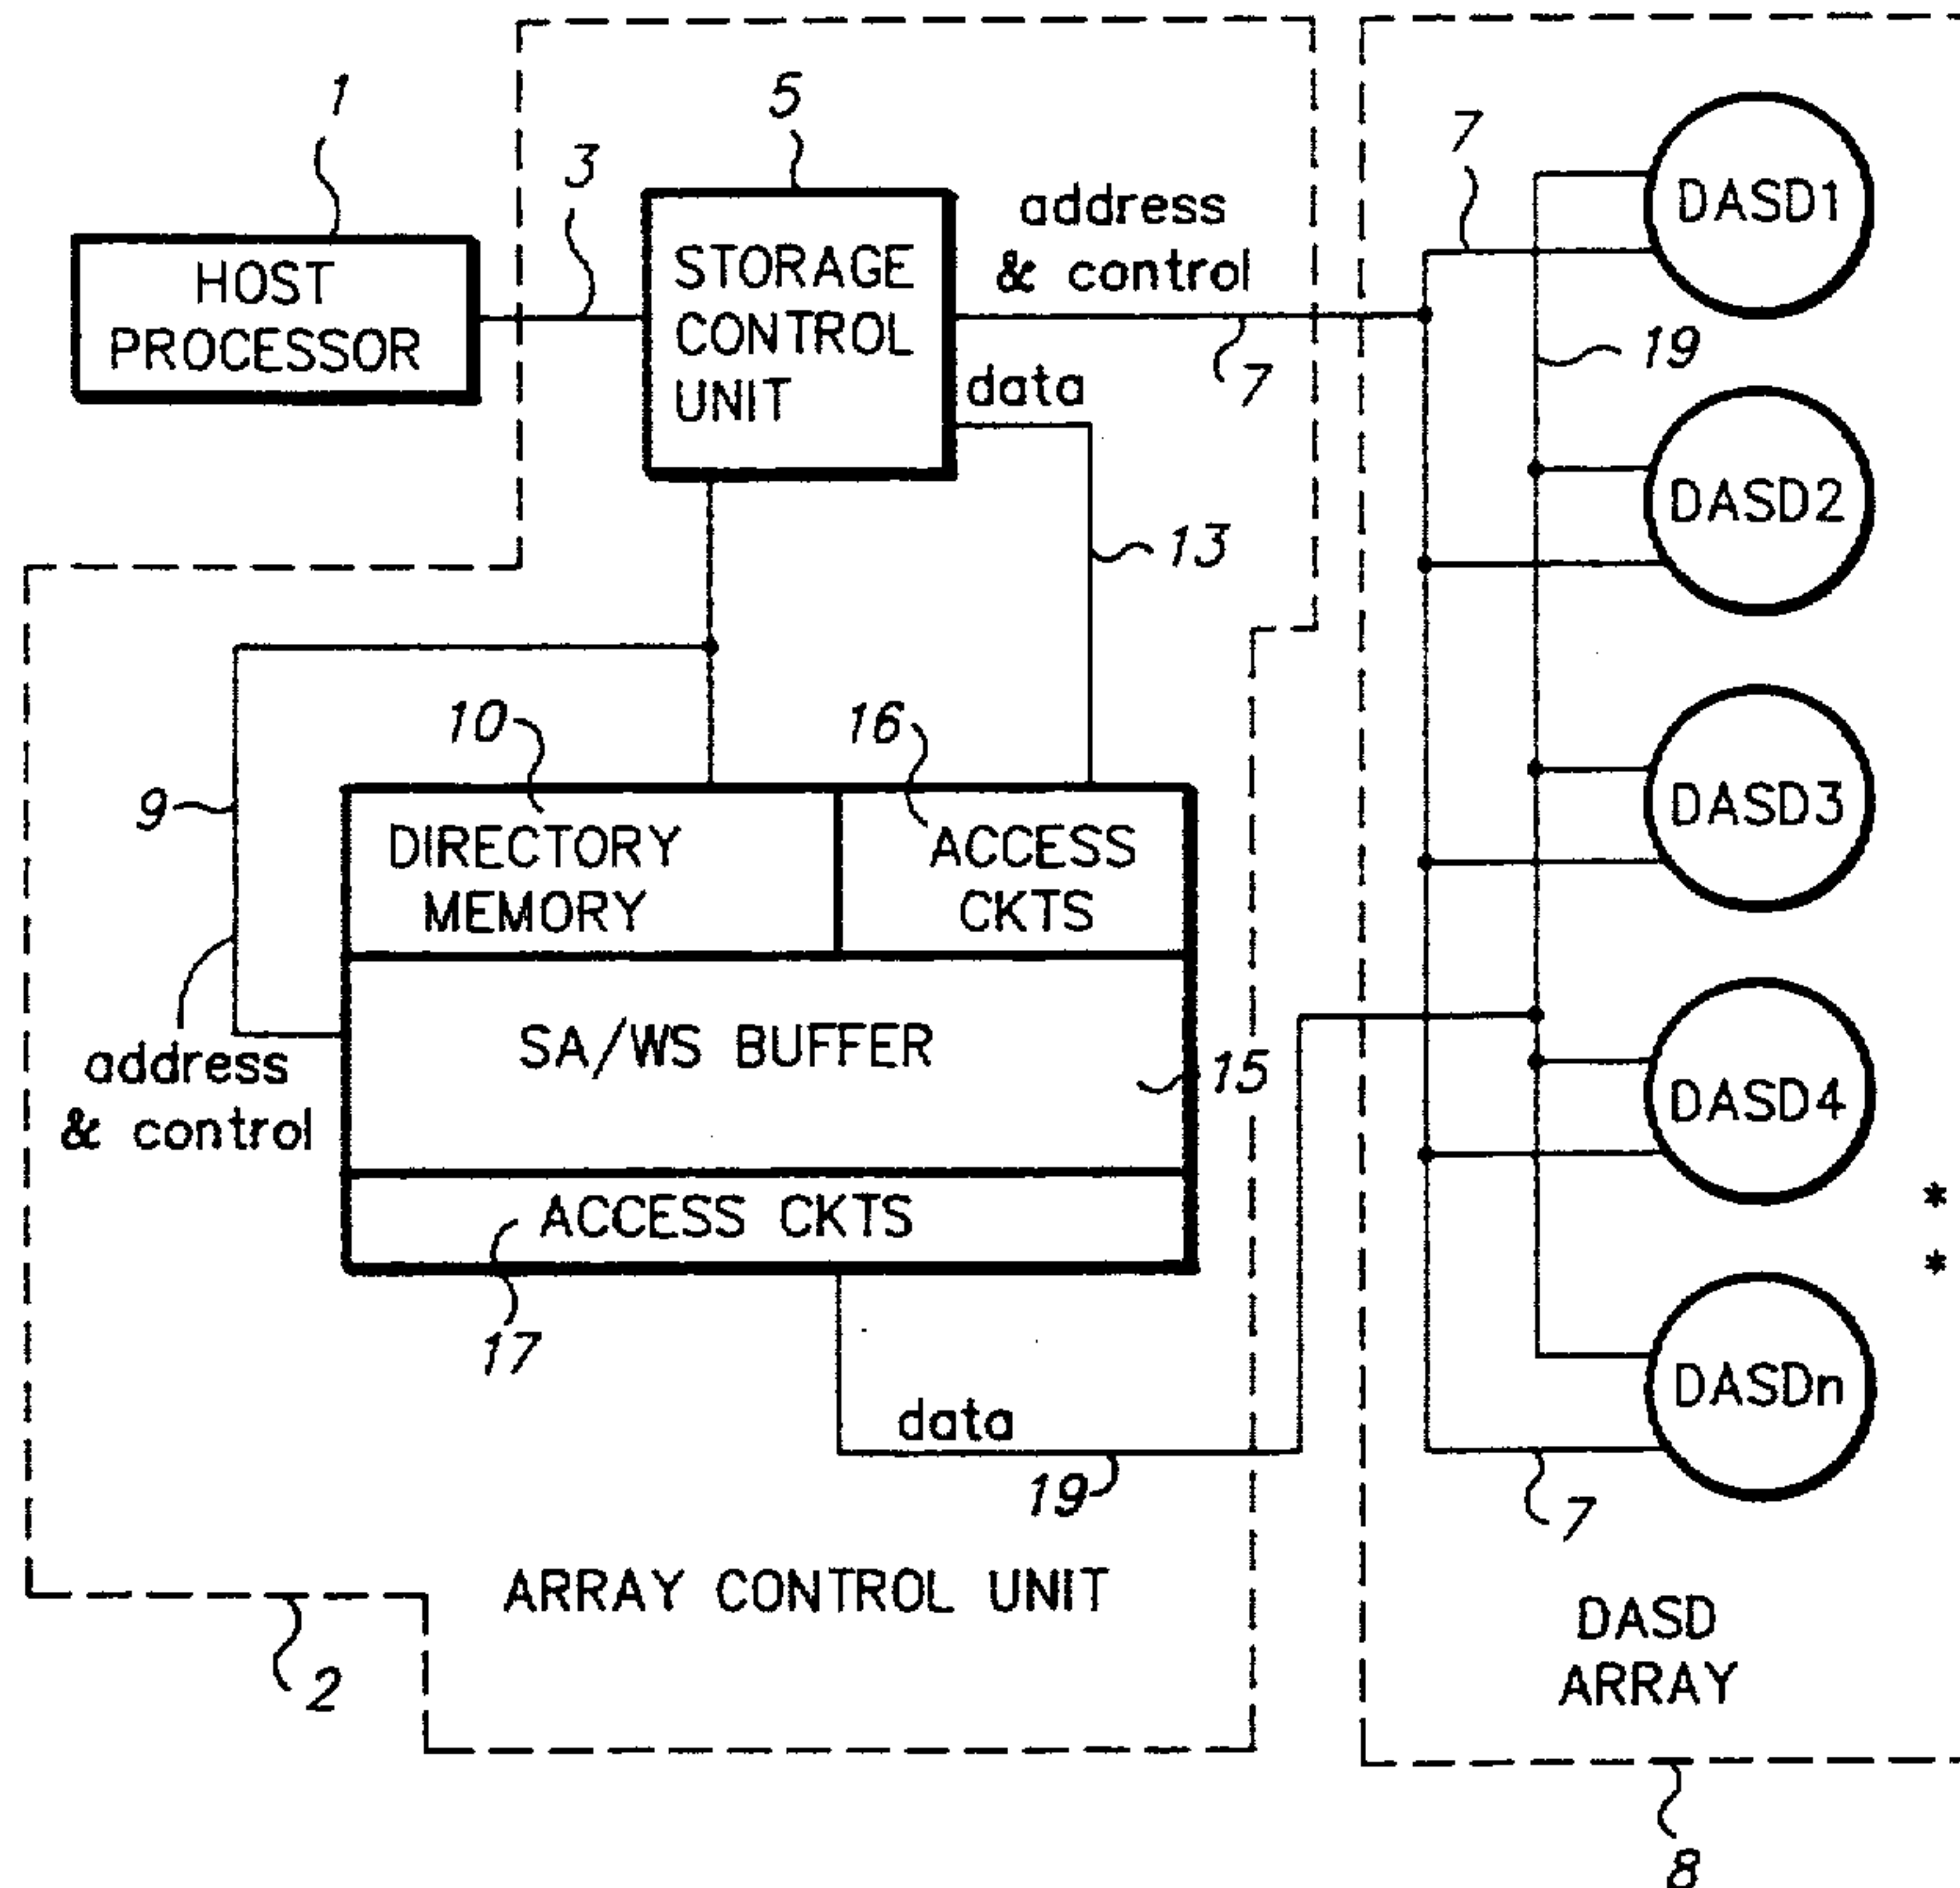 1
HOST
PROCESSOR
3
5
STORAGE
CONTROL
UNIT
address
& control
7
data
13
9
address
& control
10
DIRECTORY
MEMORY
16
ACCESS
CKTS
SA/WS BUFFER
15
ACCESS CKTS
17
data
19
ARRAY CONTROL UNIT
2
7
DASD1
19
DASD2
DASD3
DASD4
*
*
DASDn
7
DASD
ARRAY
8